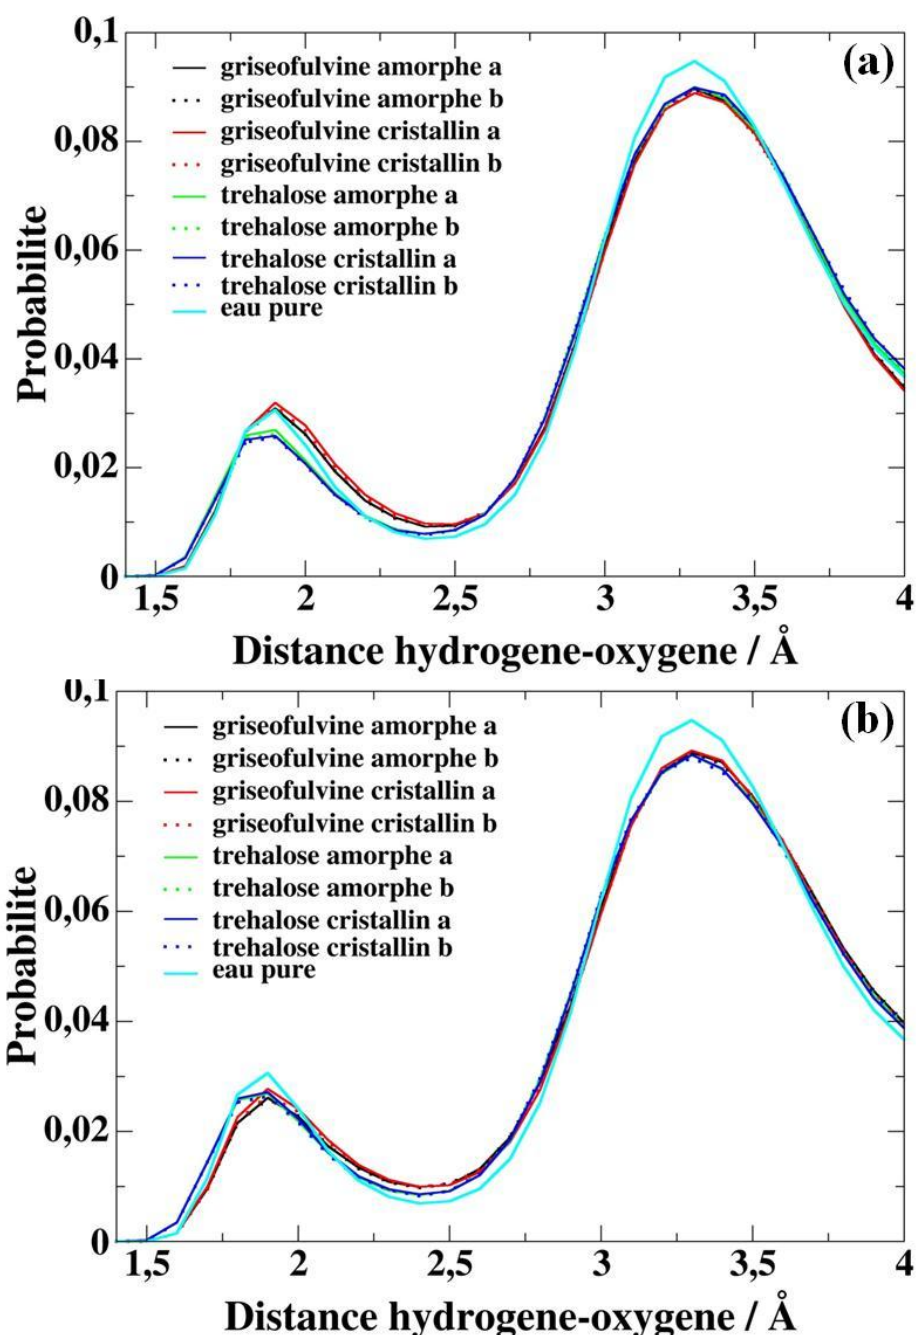 0,1
(a)
griseofulvine amorphe a
griseofulvine amorphe b
griseofulvine cristallin a
griseofulvine cristallin b
trehalose amorphe a
trehalose amorphe b
trehalose cristallin a
trehalose cristallin b
eau pure
0,08
0,06
0,04
0,02
0
Probabilite
1,5 2 2,5 3 3,5 4
Distance hydrogene-oxygene / Å
0,1
(b)
griseofulvine amorphe a
griseofulvine amorphe b
griseofulvine cristallin a
griseofulvine cristallin b
trehalose amorphe a
trehalose amorphe b
trehalose cristallin a
trehalose cristallin b
eau pure
0,08
0,06
0,04
0,02
0
Probabilite
1,5 2 2,5 3 3,5 4
Distance hydrogene-oxygene / Å